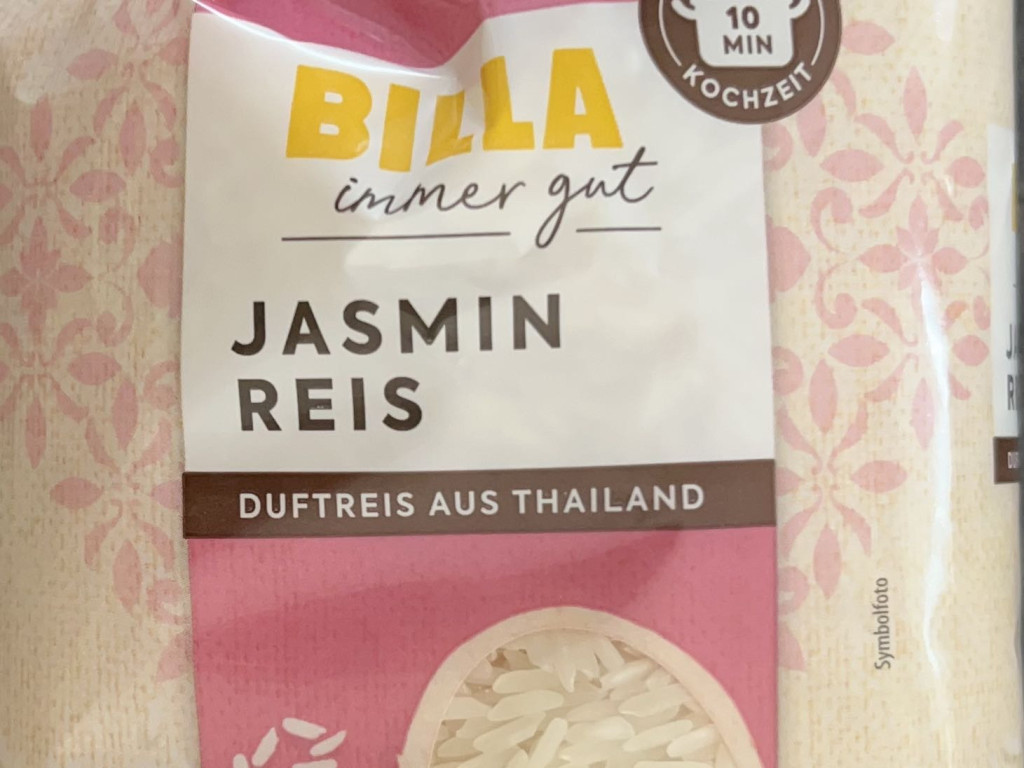 10
MIN
KOCHZEIT
BILLA
immer gut
JASMIN
REIS
DUFTREIS AUS THAILAND
Symbolfoto